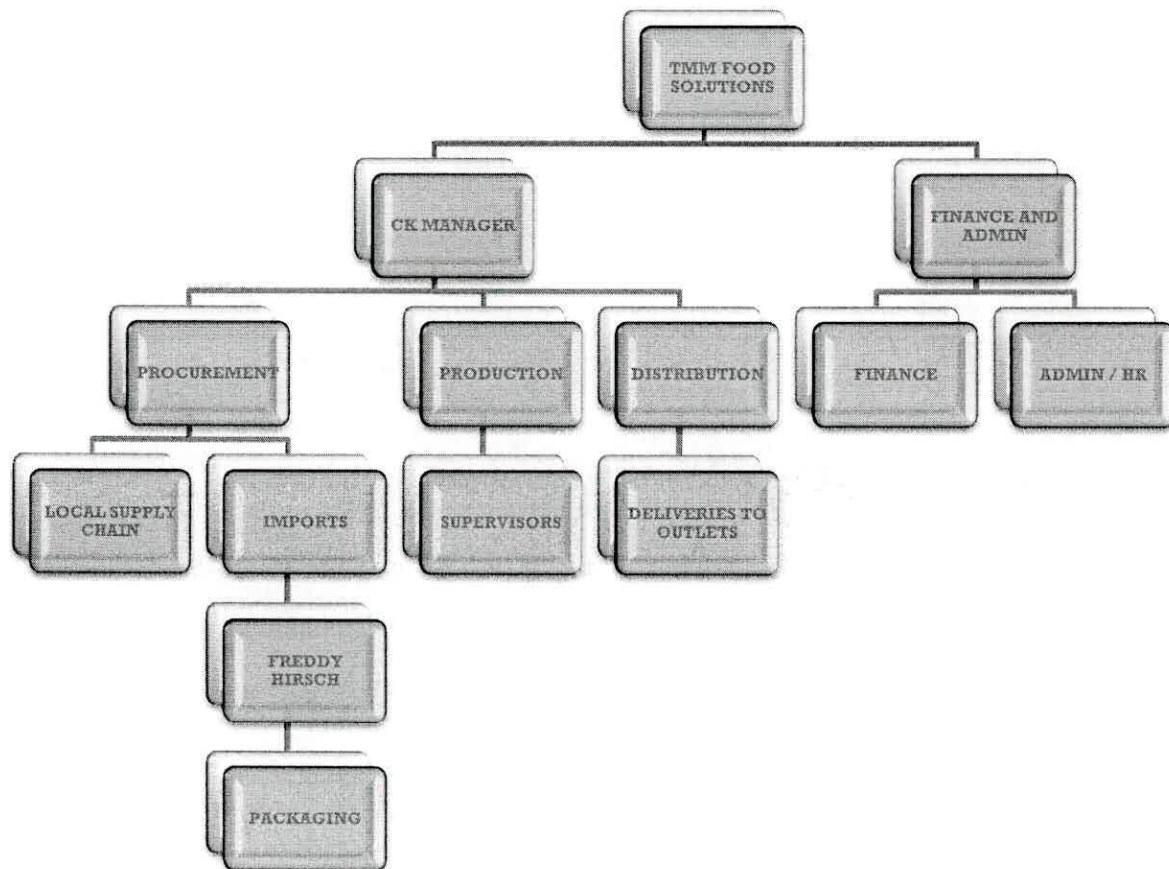 TMM FOOD
SOLUTIONS
CK MANAGER
FINANCE AND
ADMIN
PROCUREMENT
PRODUCTION
DISTRIBUTION
FINANCE
ADMIN / HR
LOCAL SUPPLY
CHAIN
IMPORTS
SUPERVISORS
DELIVERIES TO
OUTLETS
FREDDY
HIRSCH
PACKAGING